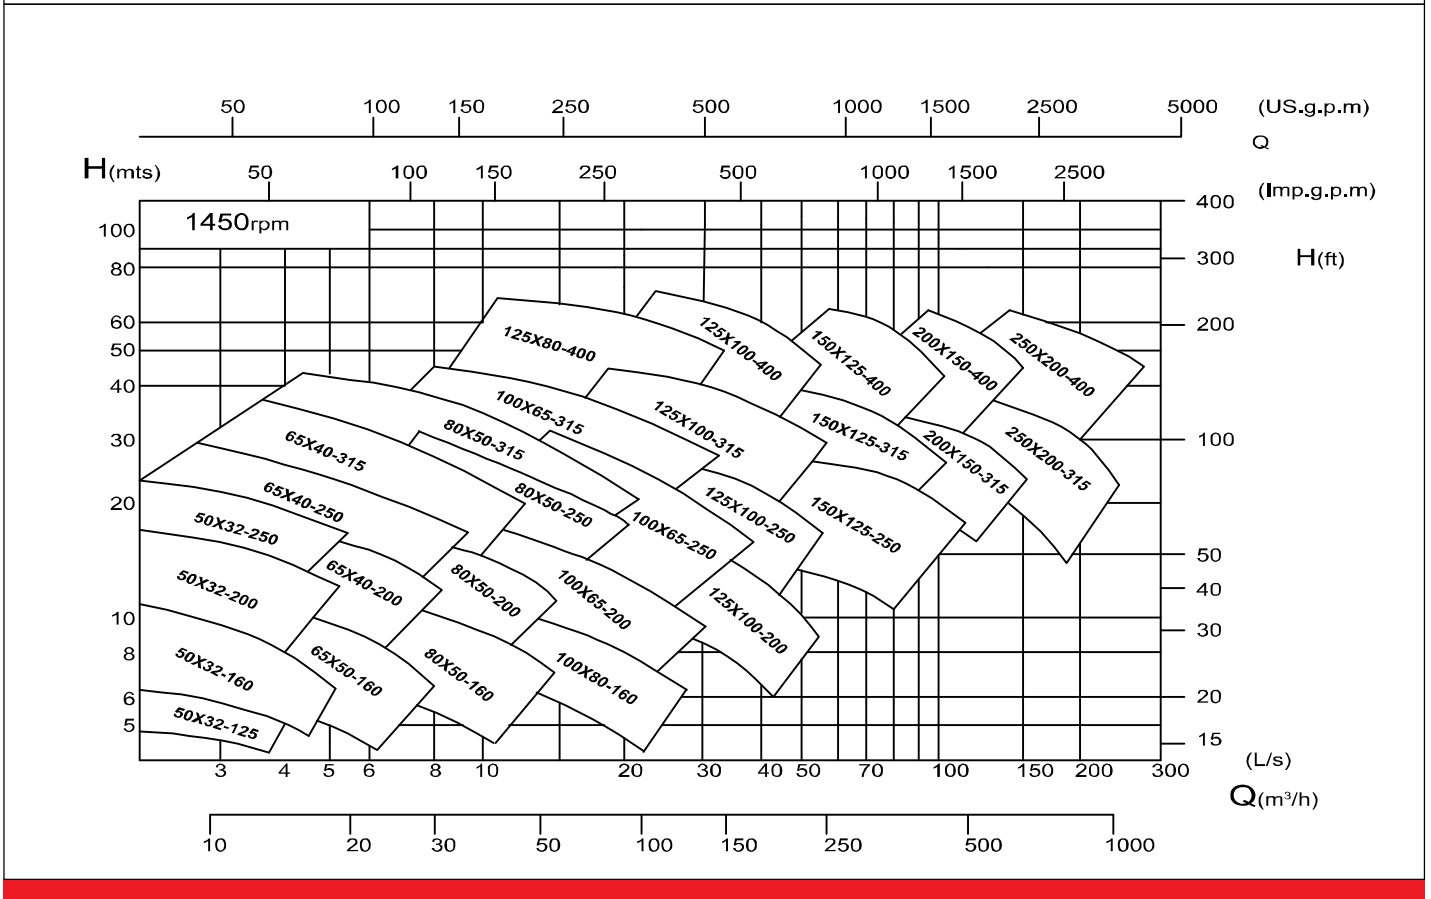 50 100 150 250 500 1000 1500 2500 5000 (US.g.p.m)
Q
H(mts) 50 100 150 250 500 1000 1500 2500
(Imp.g.p.m)
1450rpm
400
100
300 H(ft)
80
60
200
50
40
30
100
20
50
40
10
30
8
6
20
5
15
125X80-400
125X100-400
150X125-400
200X150-400
250X200-400
100X65-315
125X100-315
150X125-315
200X150-315
250X200-315
80X50-315
65X40-315
65X40-250
80X50-250
100X65-250
125X100-250
150X125-250
50X32-250
50X32-200
65X40-200
80X50-200
100X65-200
125X100-200
50X32-160
65X50-160
80X50-160
100X80-160
50X32-125
3 4 5 6 8 10 20 30 40 50 70 100 150 200 300 (L/s)
Q(m³/h)
10 20 30 50 100 150 250 500 1000